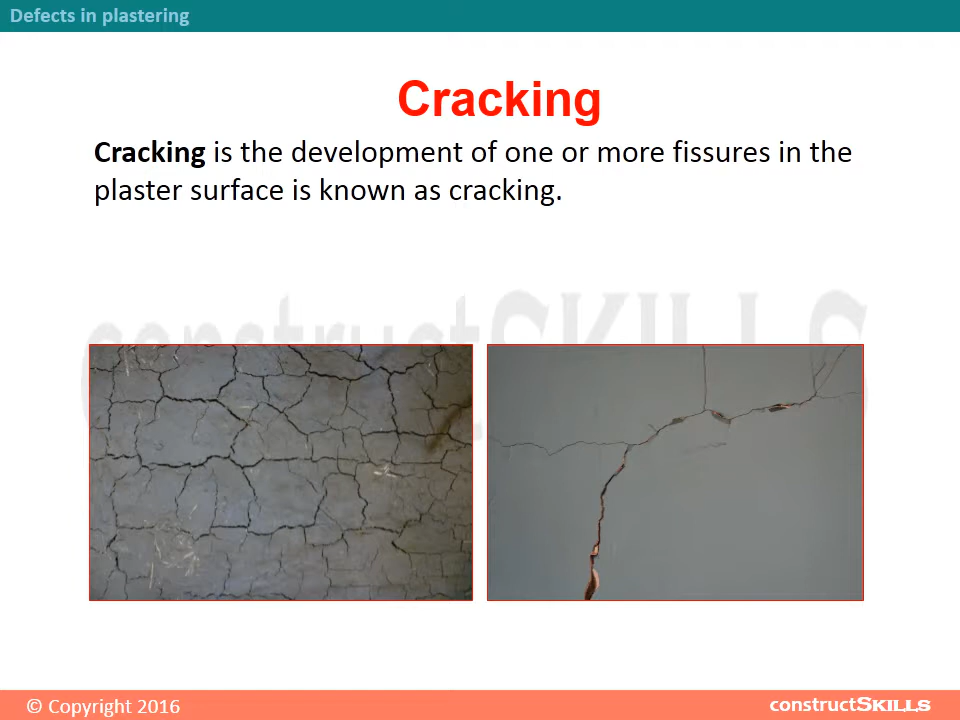 Defects in plastering
Cracking
Cracking is the development of one or more fissures in the
plaster surface is known as cracking.
constructSKILLS
© Copyright 2016
constructSKILLS